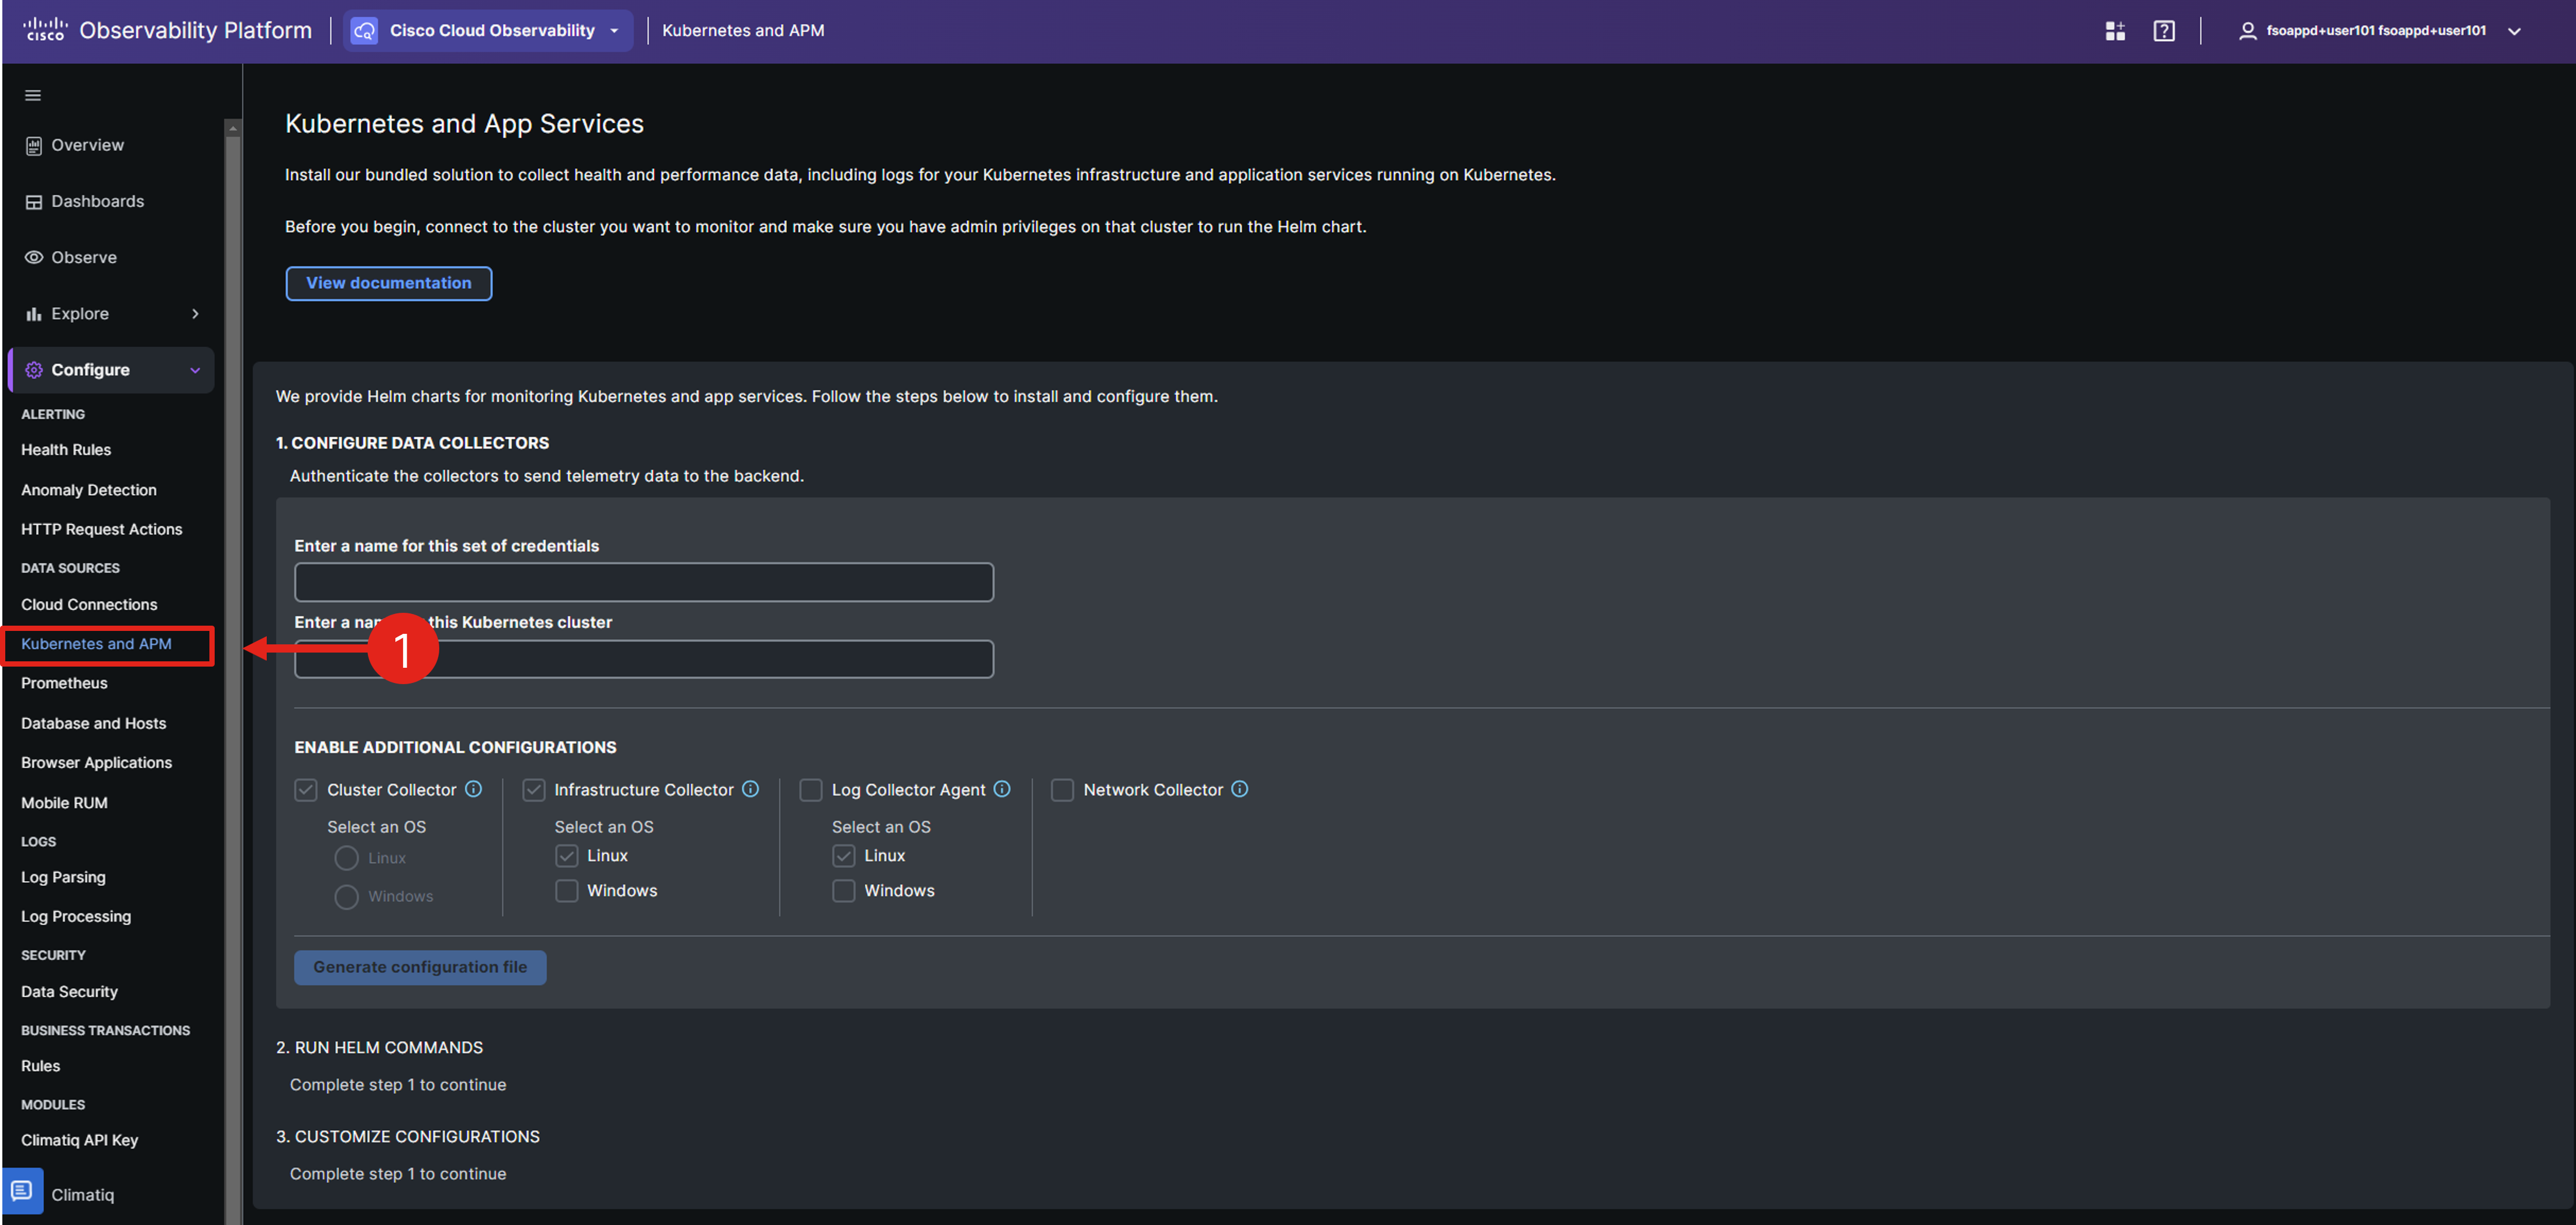 cisco Observability Platform
Cisco Cloud Observability
Kubernetes and APM
fsoappd+user101 fsoappd+user101
Overview
Dashboards
Observe
Explore
Configure
ALERTING
Health Rules
Anomaly Detection
HTTP Request Actions
DATA SOURCES
Cloud Connections
Kubernetes and APM
Prometheus
Database and Hosts
Browser Applications
Mobile RUM
LOGS
Log Parsing
Log Processing
SECURITY
Data Security
BUSINESS TRANSACTIONS
Rules
MODULES
Climatiq API Key
Climatiq
Kubernetes and App Services
Install our bundled solution to collect health and performance data, including logs for your Kubernetes infrastructure and application services running on Kubernetes.
Before you begin, connect to the cluster you want to monitor and make sure you have admin privileges on that cluster to run the Helm chart.
View documentation
We provide Helm charts for monitoring Kubernetes and app services. Follow the steps below to install and configure them.
1. CONFIGURE DATA COLLECTORS
Authenticate the collectors to send telemetry data to the backend.
Enter a name for this set of credentials
Enter a this Kubernetes cluster
1
ENABLE ADDITIONAL CONFIGURATIONS
Cluster Collector
Select an OS
Linux
Windows
Infrastructure Collector
Select an OS
Linux
Windows
Log Collector Agent
Select an OS
Linux
Windows
Network Collector
Generate configuration file
2. RUN HELM COMMANDS
Complete step 1 to continue
3. CUSTOMIZE CONFIGURATIONS
Complete step 1 to continue